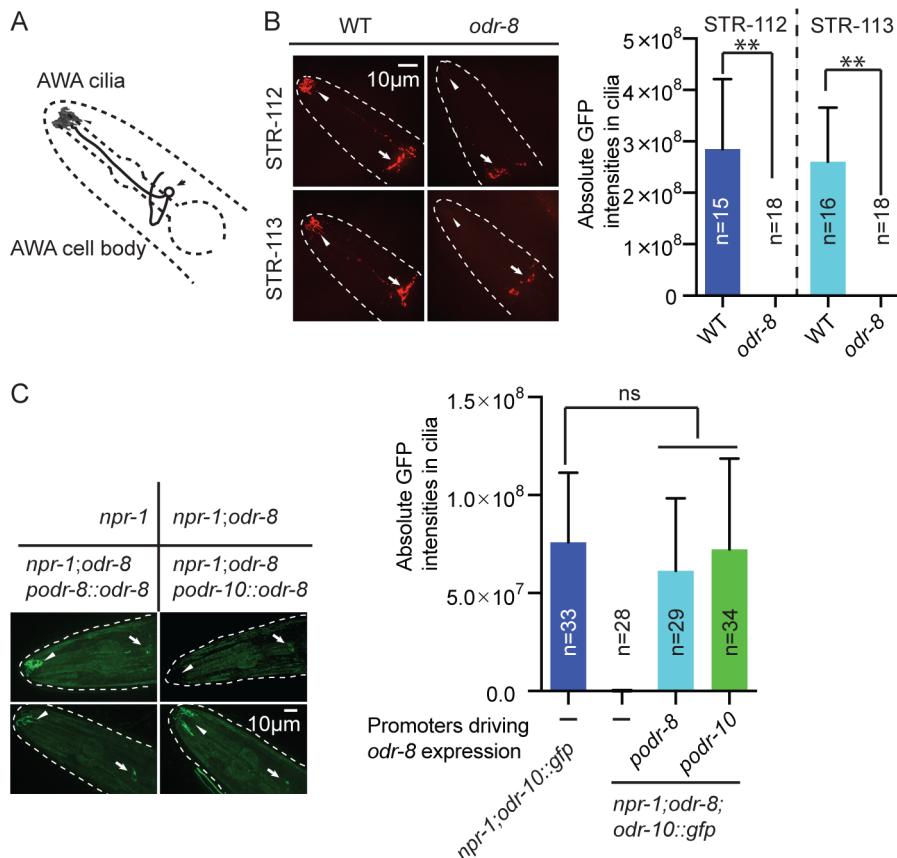 A
AWA cilia
AWA cell body
B
WT
odr-8
STR-112
STR-113
10µm
STR-112
STR-113
Absolute GFP
intensities in cilia
5×10⁸
4×10⁸
3×10⁸
2×10⁸
1×10⁸
0
**
**
n=15
n=18
n=16
n=18
WT
odr-8
WT
odr-8
C
npr-1
npr-1;odr-8
npr-1;odr-8
podr-8::odr-8
npr-1;odr-8
podr-10::odr-8
10µm
Absolute GFP
intensities in cilia
1.5×10⁸
1.0×10⁸
5.0×10⁷
0.0
ns
n=33
n=28
n=29
n=34
Promoters driving
odr-8 expression
–
–
podr-8
podr-10
npr-1;odr-10::gfp
npr-1;odr-8;
odr-10::gfp